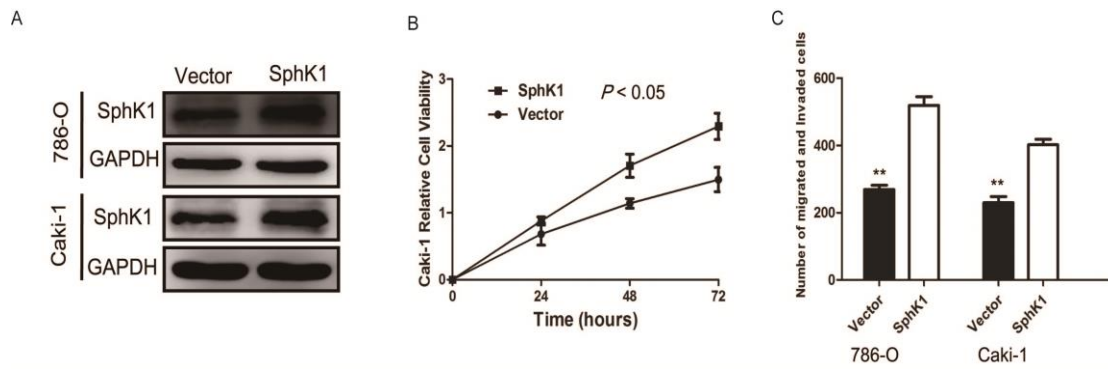 A
Vector SphK1
786-O
SphK1
GAPDH
Caki-1
SphK1
GAPDH
B
Caki-1 Relative Cell Viability
3
2
1
0
SphK1
Vector
P < 0.05
0 24 48 72
Time (hours)
C
Number of migrated and Invaded cells
600
400
200
0
** **
Vector SphK1 Vector SphK1
786-O Caki-1